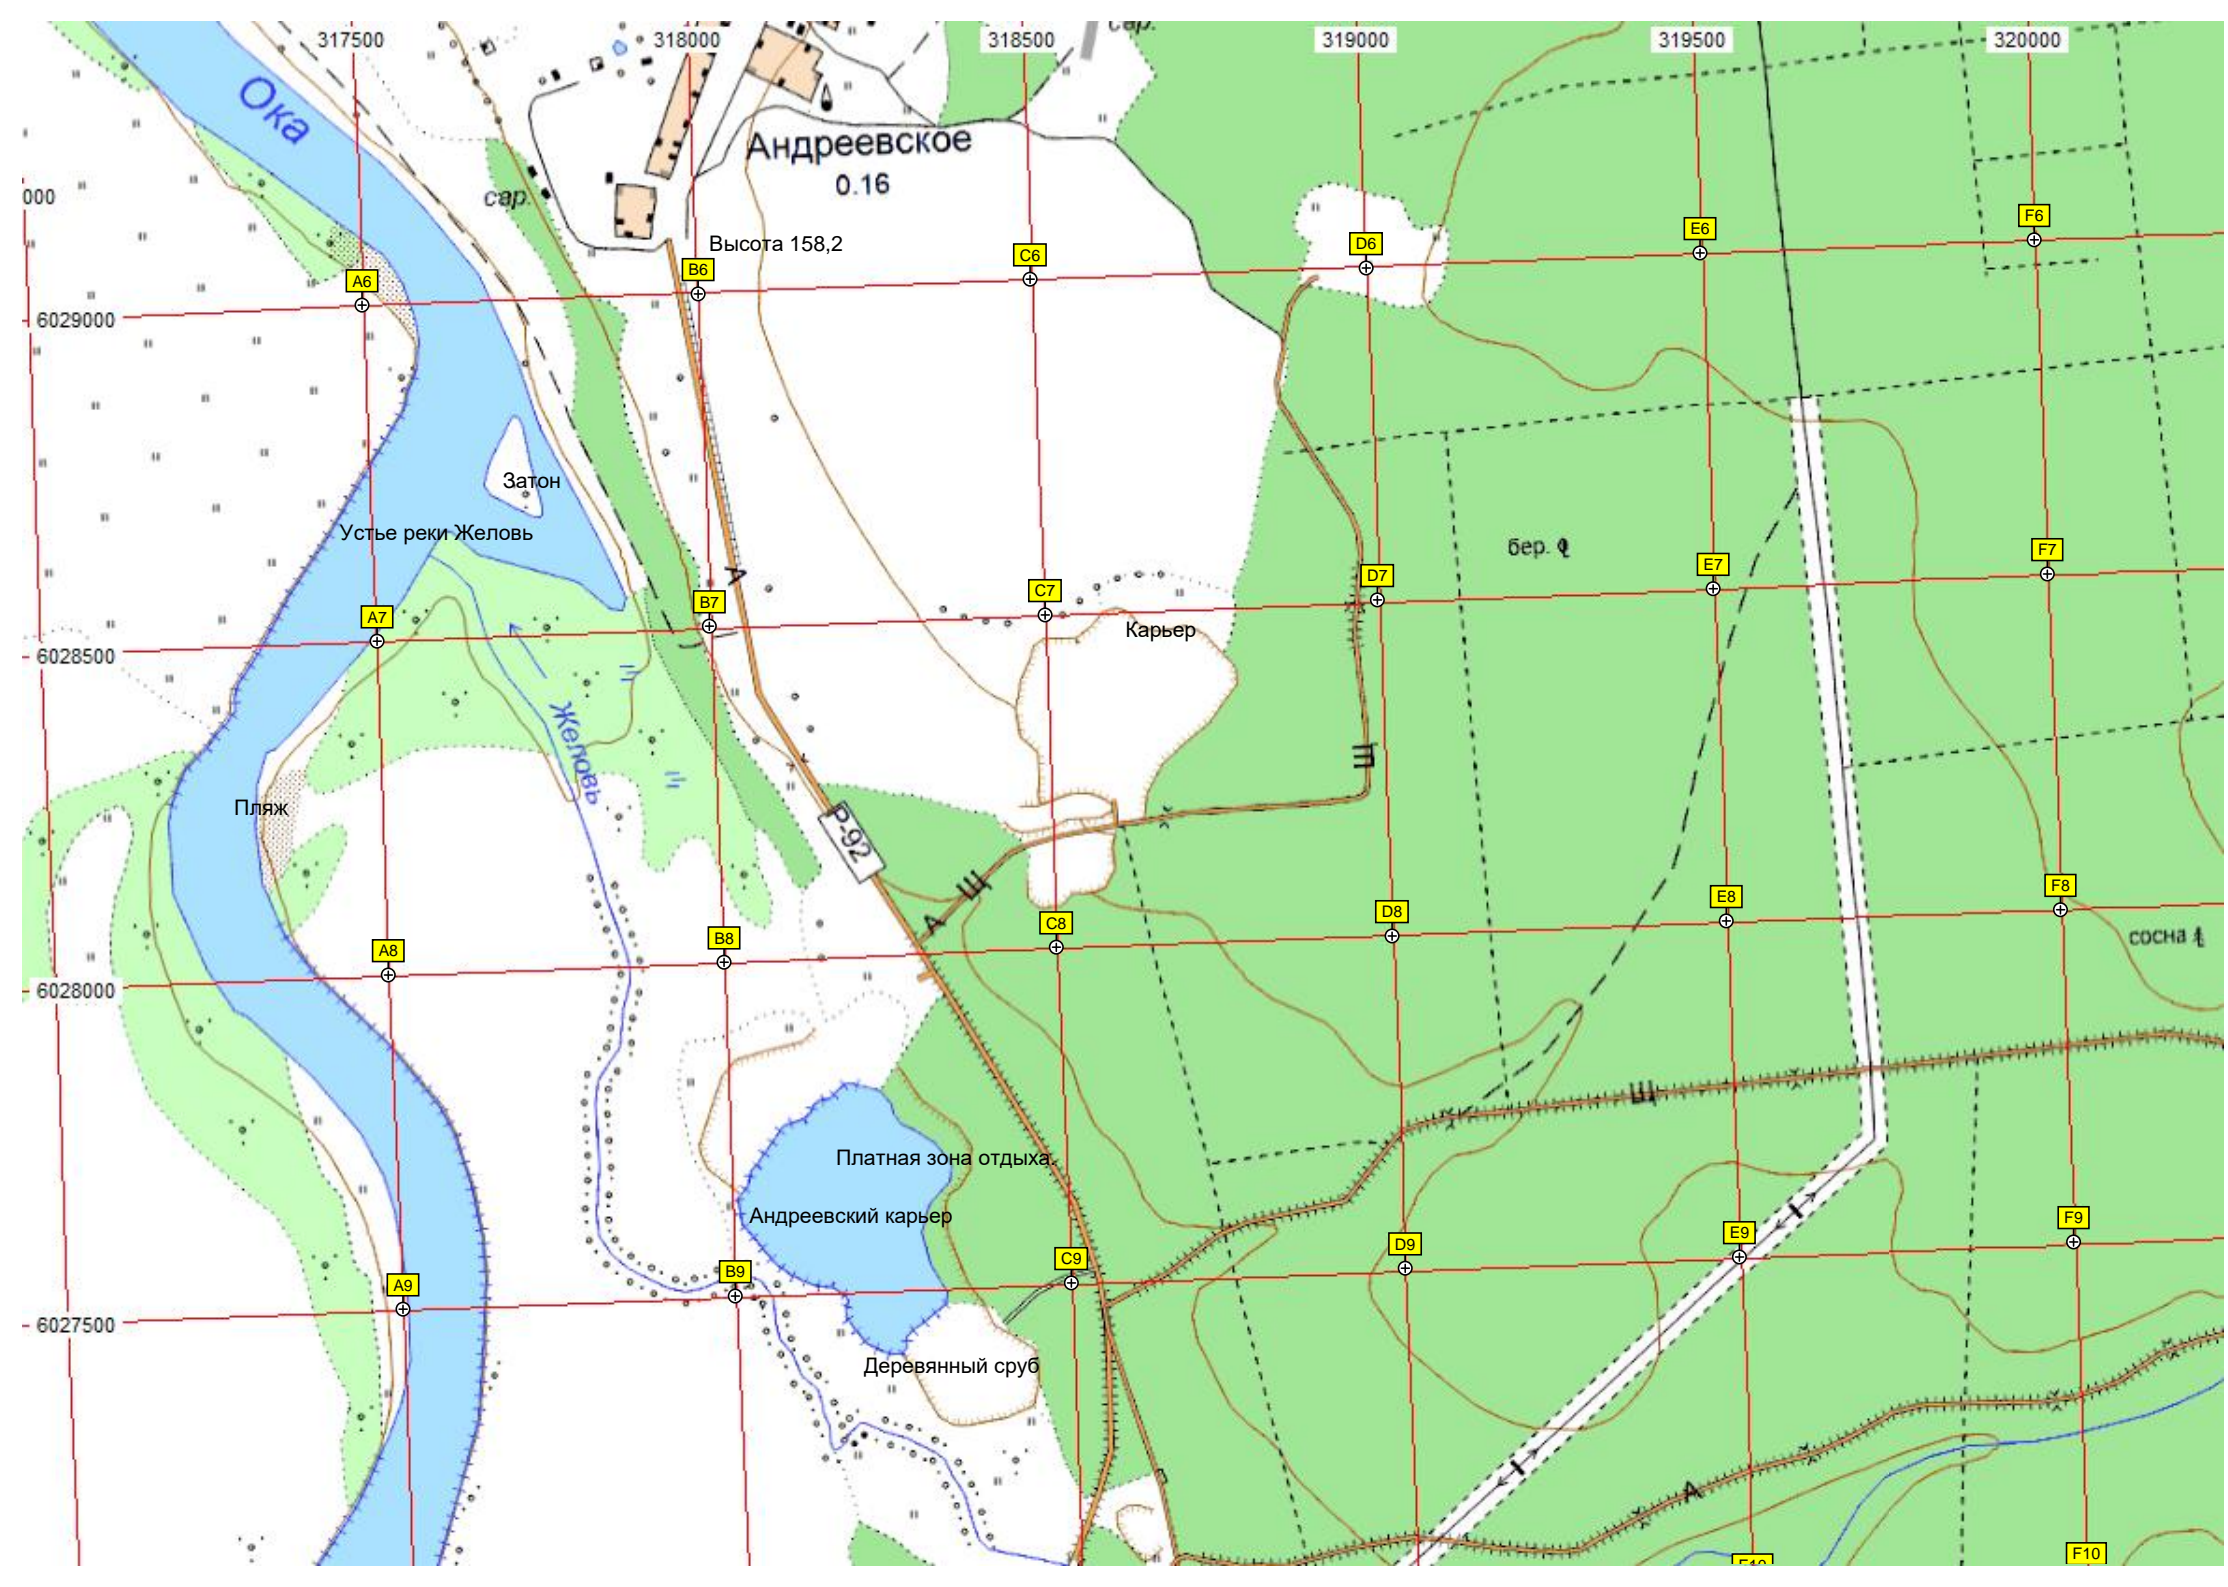 сар.
317500
318000
318500
319000
319500
320000
Ока
Андреевское
0.16
сар.
000
Высота 158,2
A6
B6
C6
D6
E6
F6
6029000
Затон
Устье реки Желовь
бер.
А
A7
B7
C7
D7
E7
F7
Карьер
6028500
Желовь
Ш
Пляж
Р-92
Щ
А
A8
B8
C8
D8
E8
F8
сосна
6028000
Щ
Платная зона отдыха
Андреевский карьер
A9
B9
C9
D9
E9
F9
6027500
Деревянный сруб
А
E10
F10